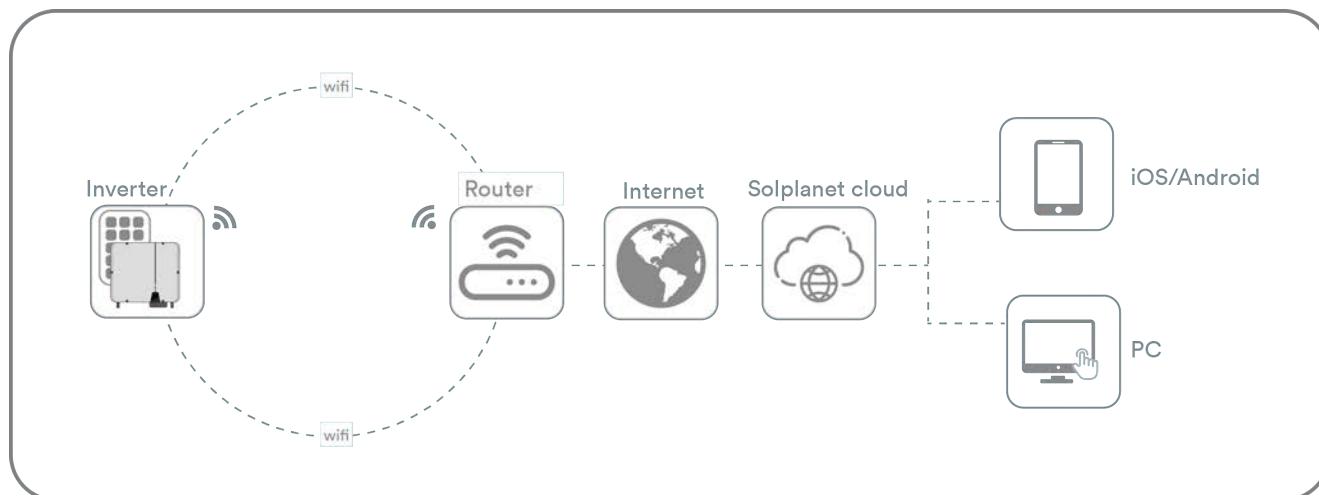 wifi
Inverter
Router
Internet
Solplanet cloud
iOS/Android
PC
wifi